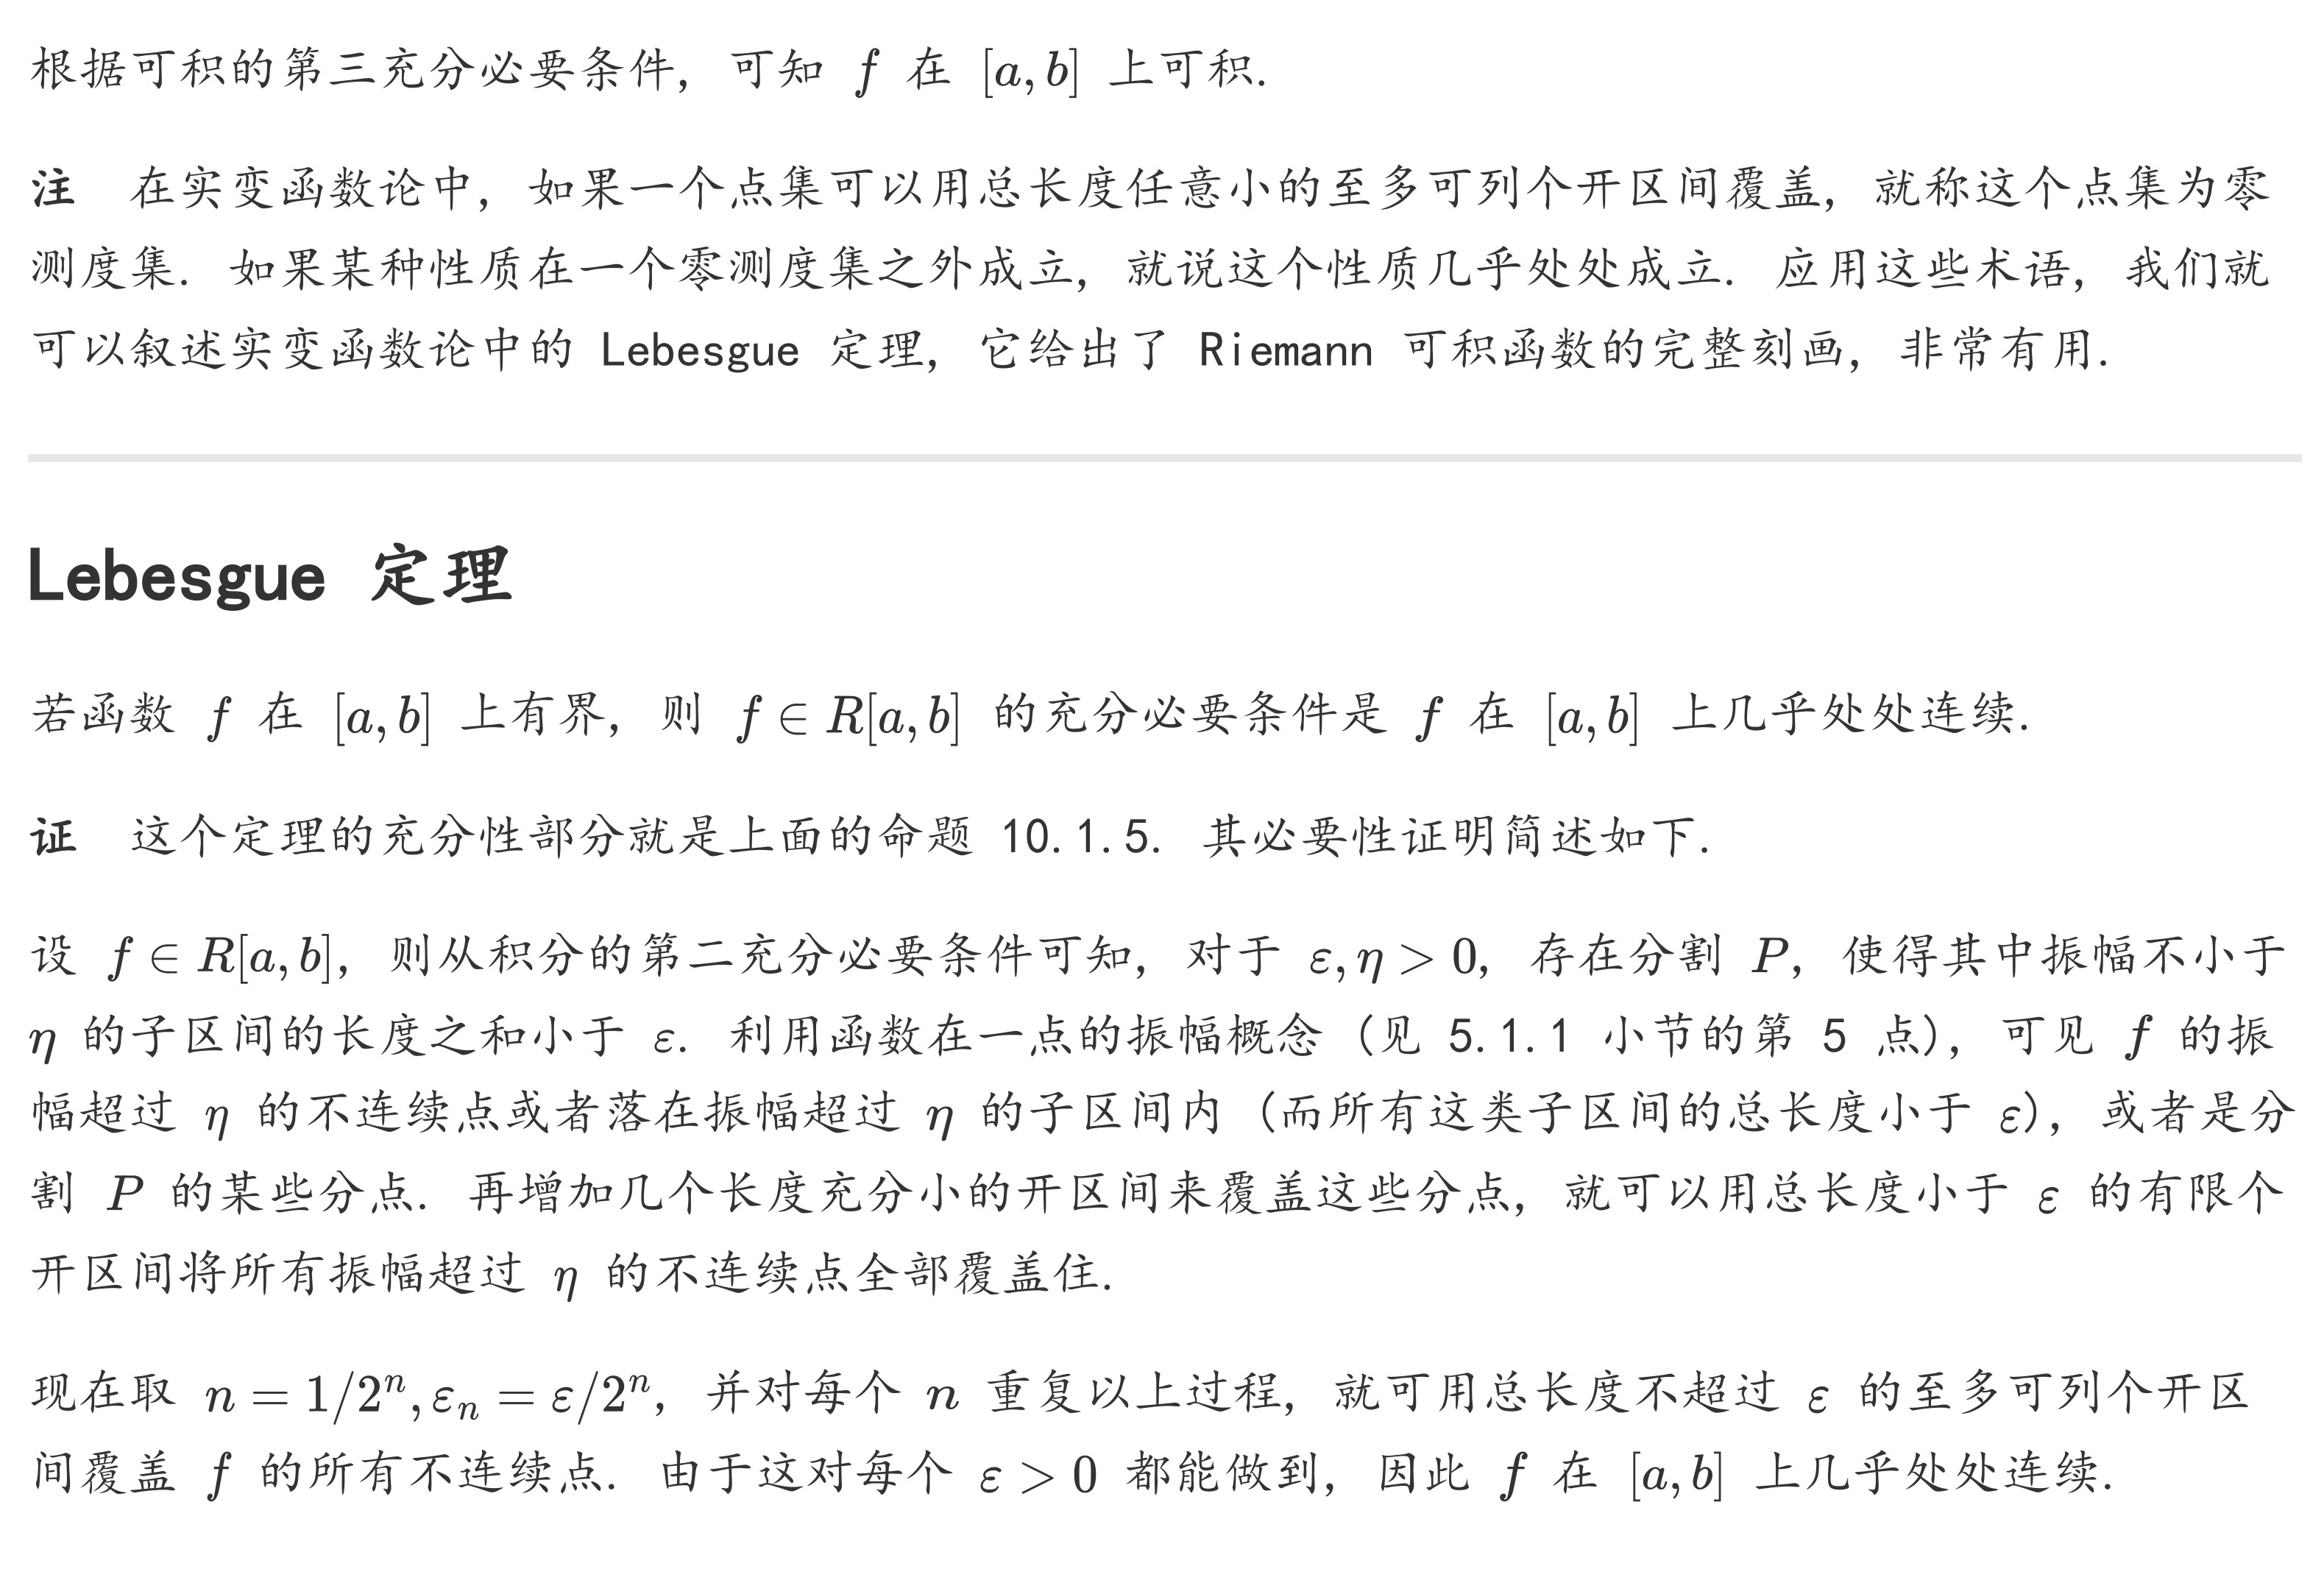 根据可积的第三充分必要条件, 可知 f 在 [a, b] 上可积.
注 在实变函数论中, 如果一个点集可以用总长度任意小的至多可列个开区间覆盖, 就称这个点集为零
测度集. 如果某种性质在一个零测度集之外成立, 就说这个性质几乎处处成立. 应用这些术语, 我们就
可以叙述实变函数论中的 Lebesgue 定理, 它给出了 Riemann 可积函数的完整刻画, 非常有用.
Lebesgue 定理
若函数 f 在 [a, b] 上有界, 则 f ∈ R[a, b] 的充分必要条件是 f 在 [a, b] 上几乎处处连续.
证 这个定理的充分性部分就是上面的命题 10.1.5. 其必要性证明简述如下.
设 f ∈ R[a, b], 则从积分的第二充分必要条件可知, 对于 ε, η > 0, 存在分割 P, 使得其中振幅不小于
η 的子区间的长度之和小于 ε. 利用函数在一点的振幅概念 (见 5.1.1 小节的第 5 点), 可见 f 的振
幅超过 η 的不连续点或者落在振幅超过 η 的子区间内 (而所有这类子区间的总长度小于 ε), 或者是分
割 P 的某些分点. 再增加几个长度充分小的开区间来覆盖这些分点, 就可以用总长度小于 ε 的有限个
开区间将所有振幅超过 η 的不连续点全部覆盖住.
现在取 n = 1/2ⁿ, εₙ = ε/2ⁿ, 并对每个 n 重复以上过程, 就可用总长度不超过 ε 的至多可列个开区
间覆盖 f 的所有不连续点. 由于这对每个 ε > 0 都能做到, 因此 f 在 [a, b] 上几乎处处连续.